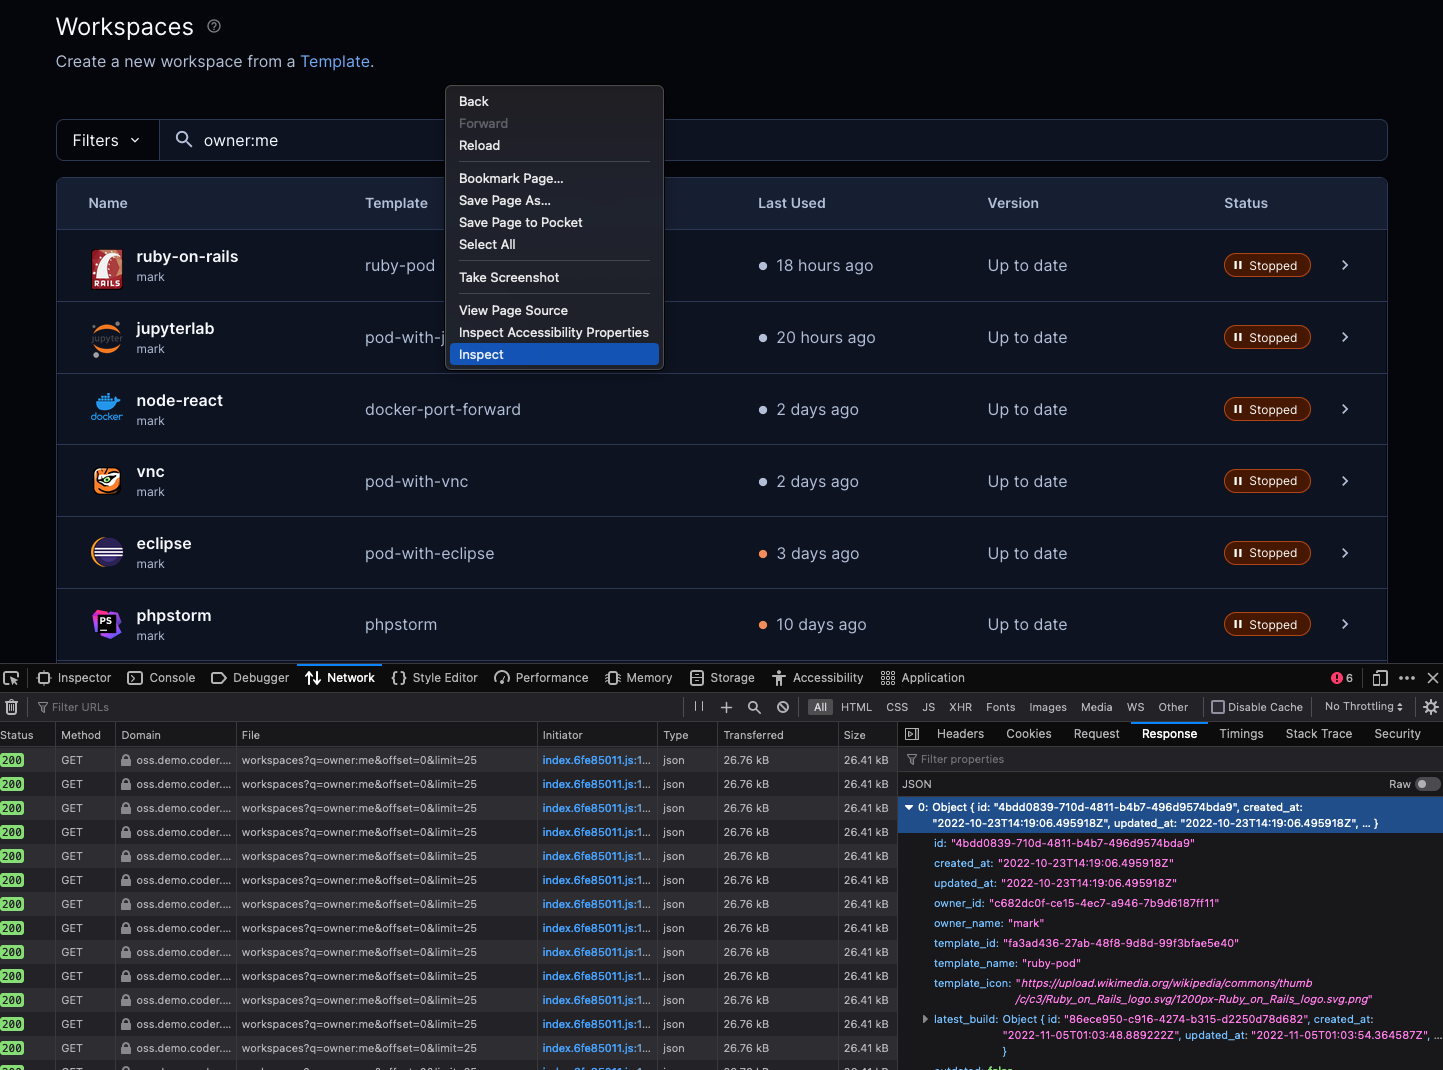 Workspaces
Create a new workspace from a Template.
Back
Forward
Reload
Bookmark Page...
Save Page As...
Save Page to Pocket
Select All
Take Screenshot
View Page Source
Inspect Accessibility Properties
Inspect
Filters owner:me
Name Template Last Used Version Status
RAILS ruby-on-rails mark ruby-pod 18 hours ago Up to date Stopped
jupyter jupyterlab mark pod-with-j 20 hours ago Up to date Stopped
docker node-react mark docker-port-forward 2 days ago Up to date Stopped
vnc mark pod-with-vnc 2 days ago Up to date Stopped
eclipse mark pod-with-eclipse 3 days ago Up to date Stopped
PS phpstorm mark phpstorm 10 days ago Up to date Stopped
Inspector Console Debugger Network Style Editor Performance Memory Storage Accessibility Application 6
Filter URLs All HTML CSS JS XHR Fonts Images Media WS Other Disable Cache No Throttling
Status Method Domain File Initiator Type Transferred Size
200 GET oss.demo.coder.... workspaces?q=owner:me&offset=0&limit=25 index.6fe85011.js:1... json 26.76 kB 26.41 kB
200 GET oss.demo.coder.... workspaces?q=owner:me&offset=0&limit=25 index.6fe85011.js:1... json 26.76 kB 26.41 kB
200 GET oss.demo.coder.... workspaces?q=owner:me&offset=0&limit=25 index.6fe85011.js:1... json 26.76 kB 26.41 kB
200 GET oss.demo.coder.... workspaces?q=owner:me&offset=0&limit=25 index.6fe85011.js:1... json 26.76 kB 26.41 kB
200 GET oss.demo.coder.... workspaces?q=owner:me&offset=0&limit=25 index.6fe85011.js:1... json 26.76 kB 26.41 kB
200 GET oss.demo.coder.... workspaces?q=owner:me&offset=0&limit=25 index.6fe85011.js:1... json 26.76 kB 26.41 kB
200 GET oss.demo.coder.... workspaces?q=owner:me&offset=0&limit=25 index.6fe85011.js:1... json 26.76 kB 26.41 kB
200 GET oss.demo.coder.... workspaces?q=owner:me&offset=0&limit=25 index.6fe85011.js:1... json 26.76 kB 26.41 kB
200 GET oss.demo.coder.... workspaces?q=owner:me&offset=0&limit=25 index.6fe85011.js:1... json 26.76 kB 26.41 kB
200 GET oss.demo.coder.... workspaces?q=owner:me&offset=0&limit=25 index.6fe85011.js:1... json 26.76 kB 26.41 kB
200 GET oss.demo.coder.... workspaces?q=owner:me&offset=0&limit=25 index.6fe85011.js:1... json 26.76 kB 26.41 kB
200 GET oss.demo.coder.... workspaces?q=owner:me&offset=0&limit=25 index.6fe85011.js:1... json 26.76 kB 26.41 kB
200 GET oss.demo.coder.... workspaces?q=owner:me&offset=0&limit=25 index.6fe85011.js:1... json 26.76 kB 26.41 kB
Headers Cookies Request Response Timings Stack Trace Security
Filter properties
JSON Raw
0: Object { id: "4bdd0839-710d-4811-b4b7-496d9574bda9", created_at:
"2022-10-23T14:19:06.495918Z", updated_at: "2022-10-23T14:19:06.495918Z", ... }
id: "4bdd0839-710d-4811-b4b7-496d9574bda9"
created_at: "2022-10-23T14:19:06.495918Z"
updated_at: "2022-10-23T14:19:06.495918Z"
owner_id: "c682dc0f-ce15-4ec7-a946-7b9d6187ff11"
owner_name: "mark"
template_id: "fa3ad436-27ab-48f8-9d8d-99f3bfae5e40"
template_name: "ruby-pod"
template_icon: "https://upload.wikimedia.org/wikipedia/commons/thumb
/c/c3/Ruby_on_Rails_logo.svg/1200px-Ruby_on_Rails_logo.svg.png"
latest_build: Object { id: "86ece950-c916-4274-b315-d2250d78d682", created_at:
"2022-11-05T01:03:48.889222Z", updated_at: "2022-11-05T01:03:54.364587Z", ...
}